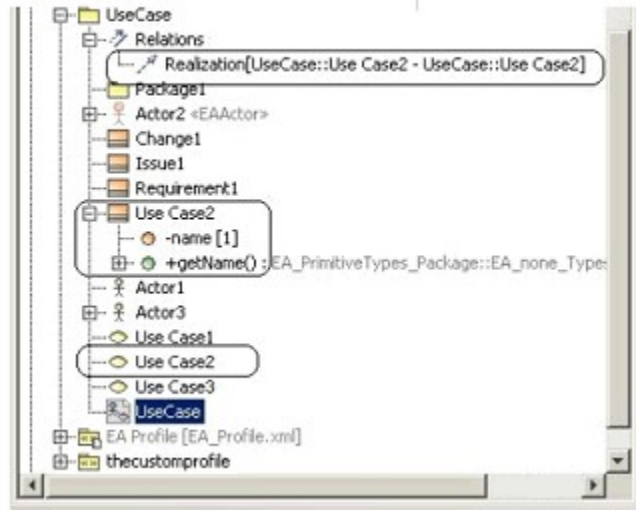 UseCase
Relations
Realization[UseCase::Use Case2 - UseCase::Use Case2]
Package1
Actor2 «EAActor»
Change1
Issue1
Requirement1
Use Case2
-name [1]
+getName() : EA_PrimitiveTypes_Package::EA_none_Type
Actor1
Actor3
Use Case1
Use Case2
Use Case3
UseCase
EA Profile [EA_Profile.xml]
thecustomprofile